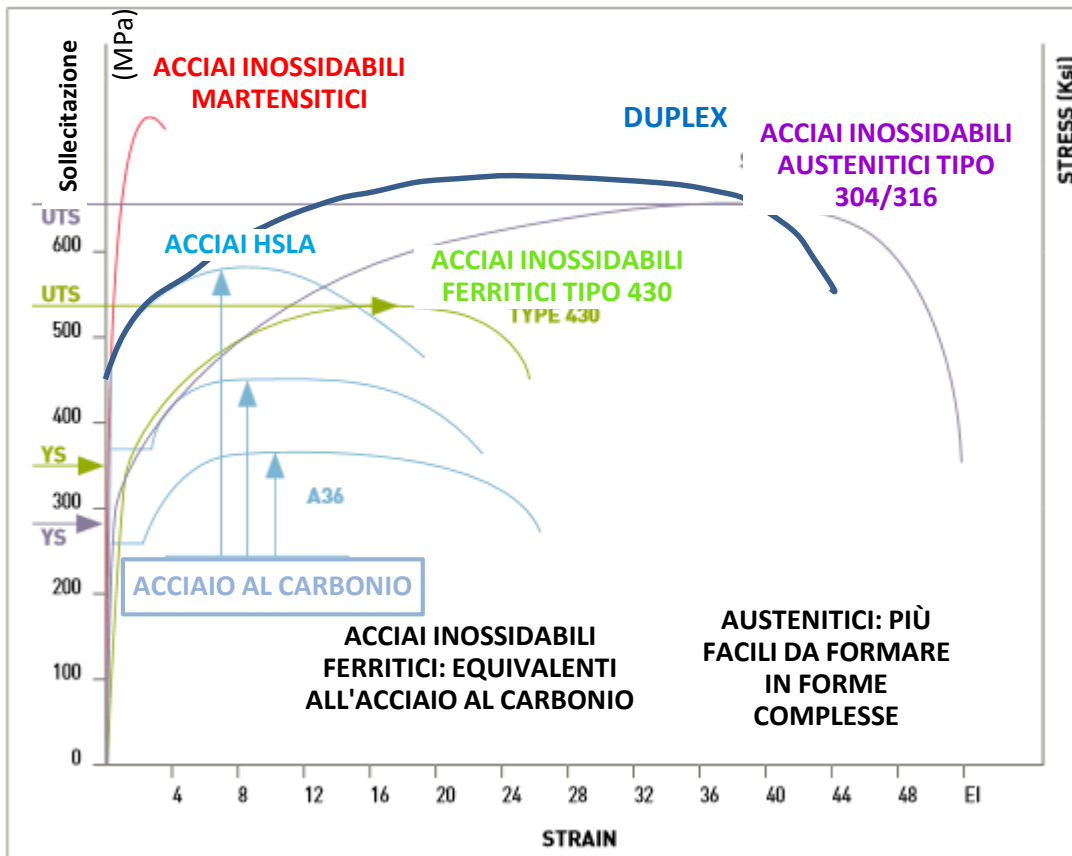 Sollecitazione
(MPa)
ACCIAI INOSSIDABILI
MARTENSITICI
DUPLEX
ACCIAI INOSSIDABILI
AUSTENITICI TIPO
304/316
STRESS (Ksi)
UTS
600
ACCIAI HSLA
ACCIAI INOSSIDABILI
FERRITICI TIPO 430
UTS
TYPE 430
500
400
YS
A36
300
YS
ACCIAIO AL CARBONIO
200
ACCIAI INOSSIDABILI
FERRITICI: EQUIVALENTI
ALL'ACCIAIO AL CARBONIO
AUSTENITICI: PIÙ
FACILI DA FORMARE
IN FORME
COMPLESSE
100
0
4 8 12 16 20 24 28 32 36 40 44 48 El
STRAIN